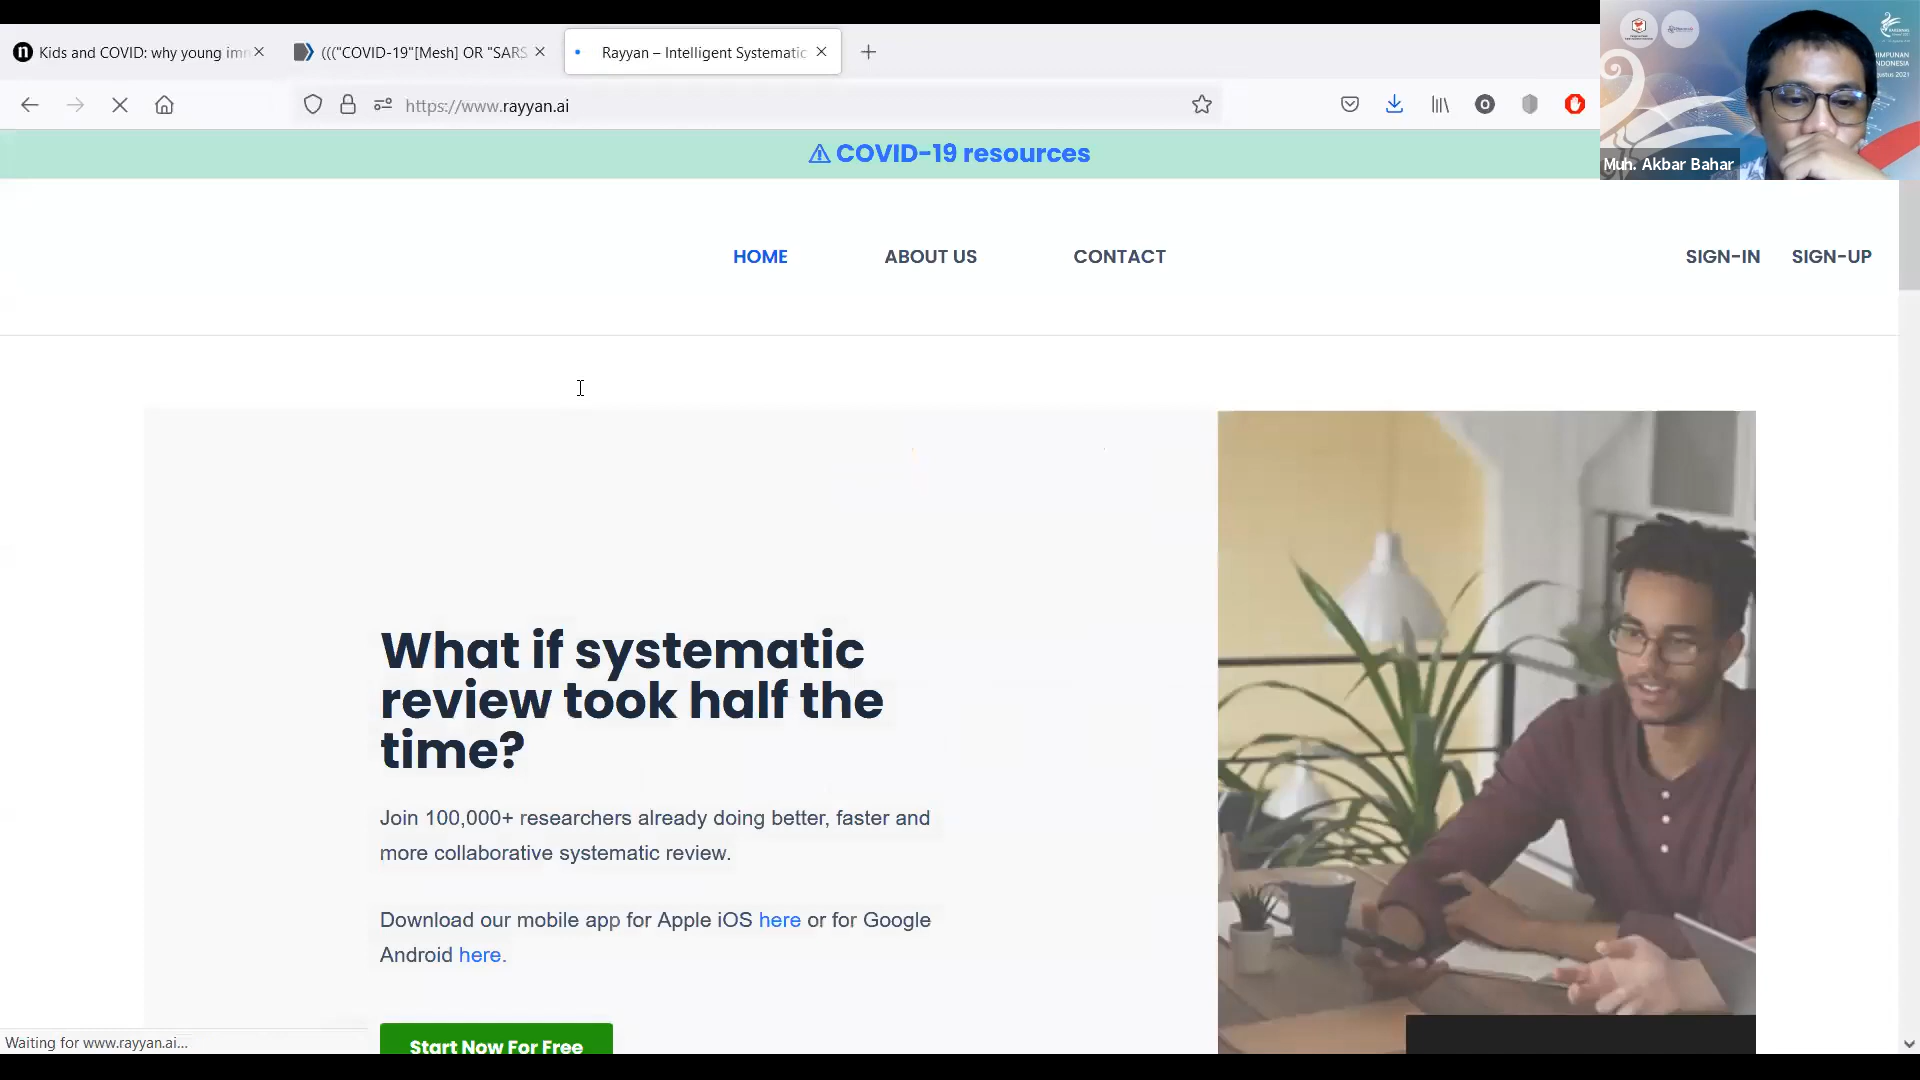 Kids and COVID: why young imm
((("COVID-19"[Mesh] OR "SARS
Rayyan – Intelligent Systematic
https://www.rayyan.ai
COVID-19 resources
HIMPUNAN
INDONESIA
Muh. Akbar Bahar
HOME
ABOUT US
CONTACT
SIGN-IN
SIGN-UP
What if systematic
review took half the
time?
Join 100,000+ researchers already doing better, faster and
more collaborative systematic review.
Download our mobile app for Apple iOS here or for Google
Android here.
Start Now For Free
Waiting for www.rayyan.ai...